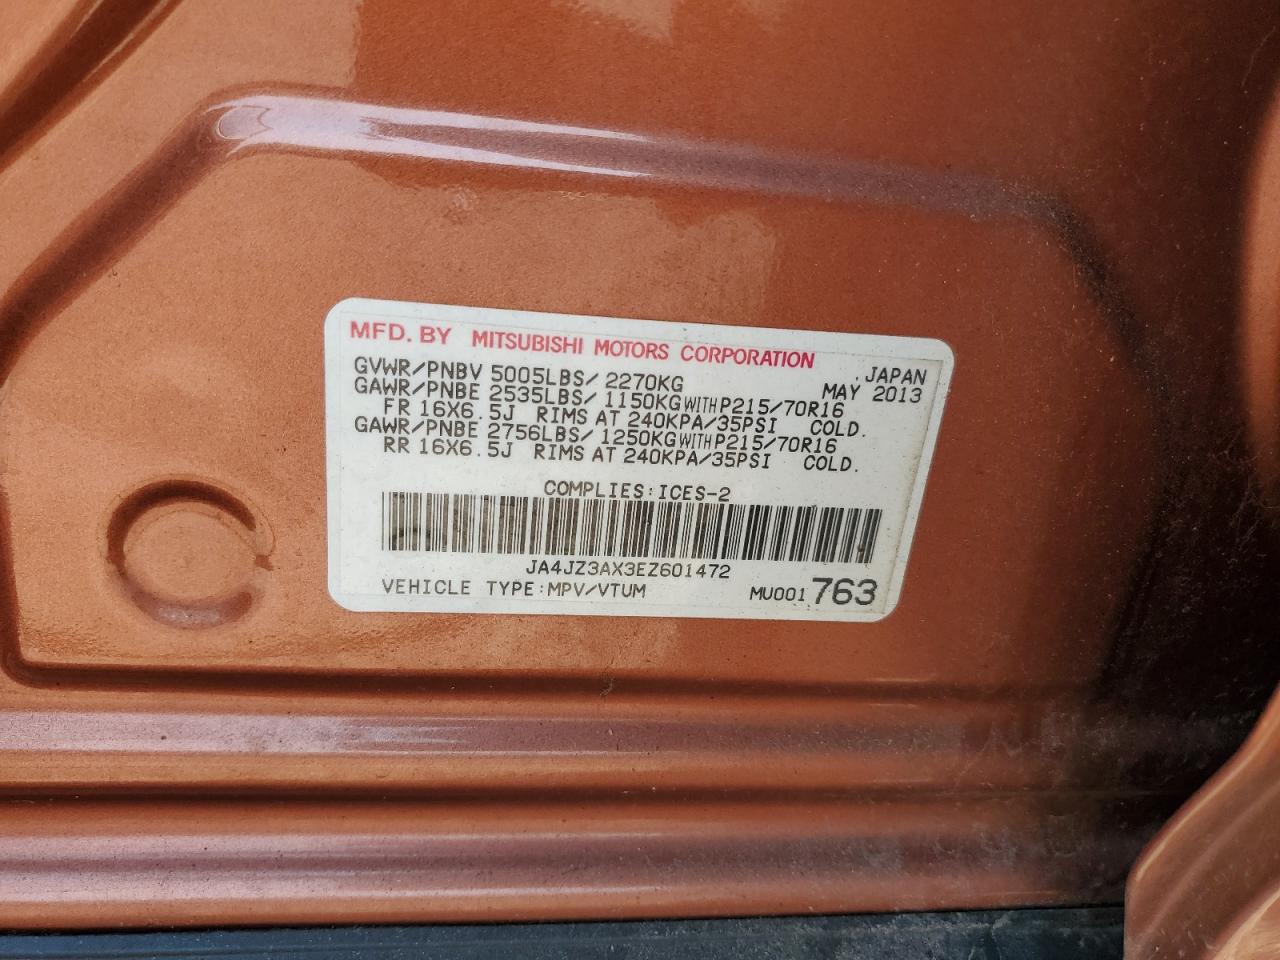 MFD. BY MITSUBISHI MOTORS CORPORATION
GVWR/PNBV 5005LBS/ 2270KG JAPAN
GAWR/PNBE 2535LBS/ 1150KG WITH P215/70R16 MAY 2013
FR 16X6.5J RIMS AT 240KPA/35PSI COLD.
GAWR/PNBE 2756LBS/ 1250KG WITH P215/70R16
RR 16X6.5J RIMS AT 240KPA/35PSI COLD.
COMPLIES:ICES-2
JA4JZ3AX3EZ601472
VEHICLE TYPE:MPV/VTUM MU001 763